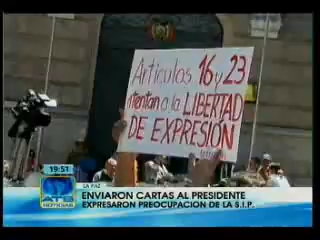 Artículos 16 y 23
atentan a la LIBERTAD
DE EXPRESIÓN
19:51
LA PAZ
ENVIARON CARTAS AL PRESIDENTE
EXPRESARON PREOCUPACION DE LA S.I.P.
ATB
NOTICIAS